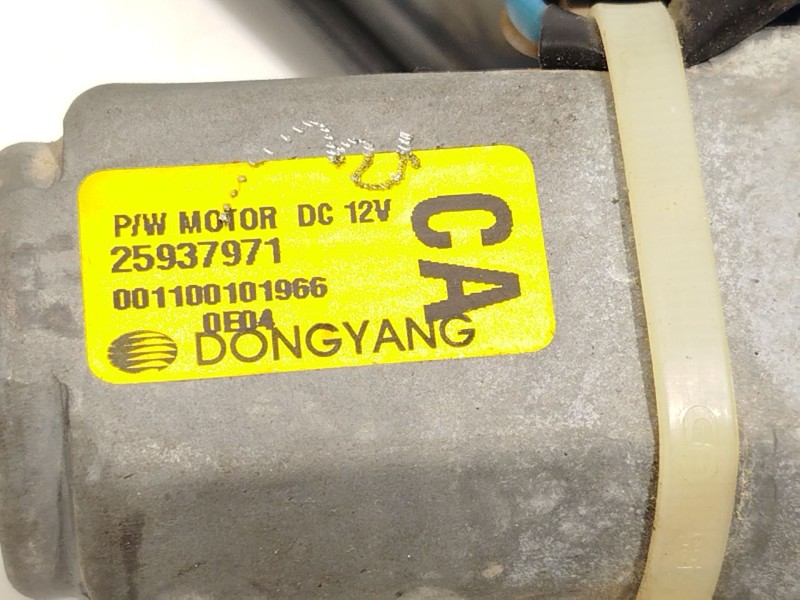 P/W MOTOR DC 12V
25937971
001100101966
0E04
DONGYANG
CA